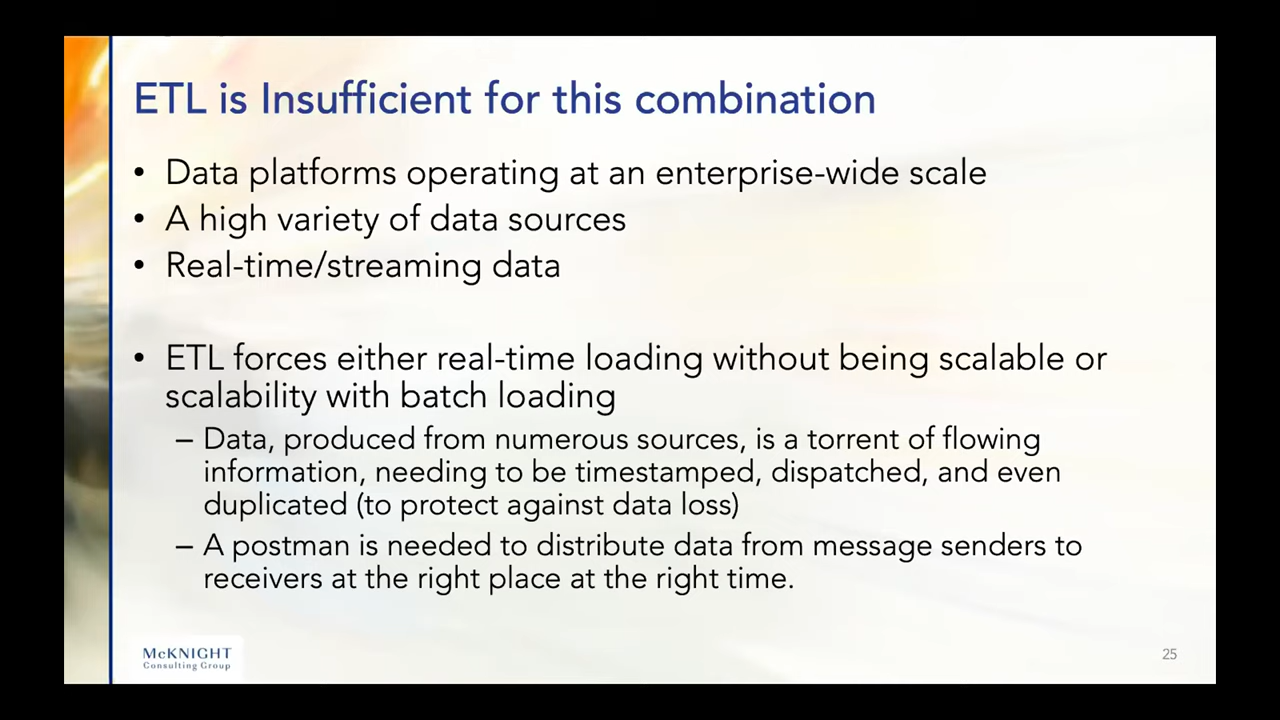 ETL is Insufficient for this combination
• Data platforms operating at an enterprise-wide scale
• A high variety of data sources
• Real-time/streaming data
• ETL forces either real-time loading without being scalable or
scalability with batch loading
– Data, produced from numerous sources, is a torrent of flowing
information, needing to be timestamped, dispatched, and even
duplicated (to protect against data loss)
– A postman is needed to distribute data from message senders to
receivers at the right place at the right time.
McKNIGHT
Consulting Group
25